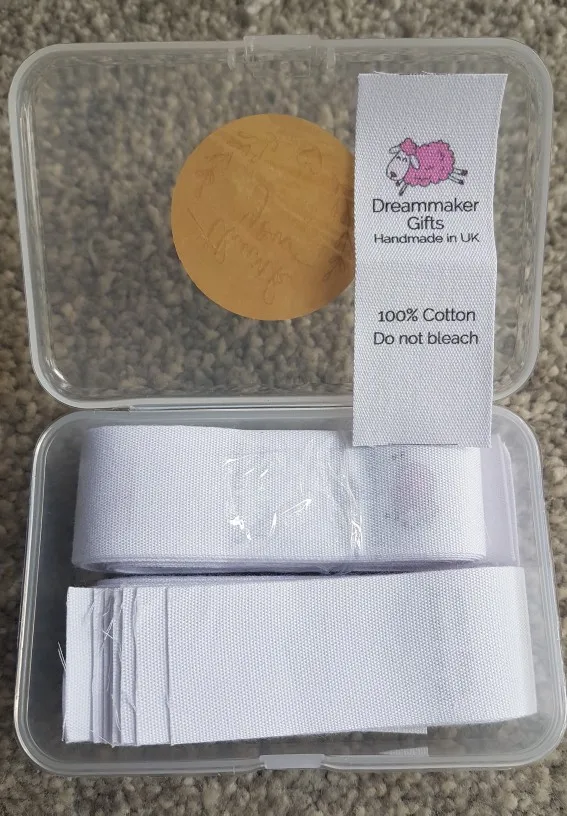 Dreammaker
Gifts
Handmade in UK
100% Cotton
Do not bleach